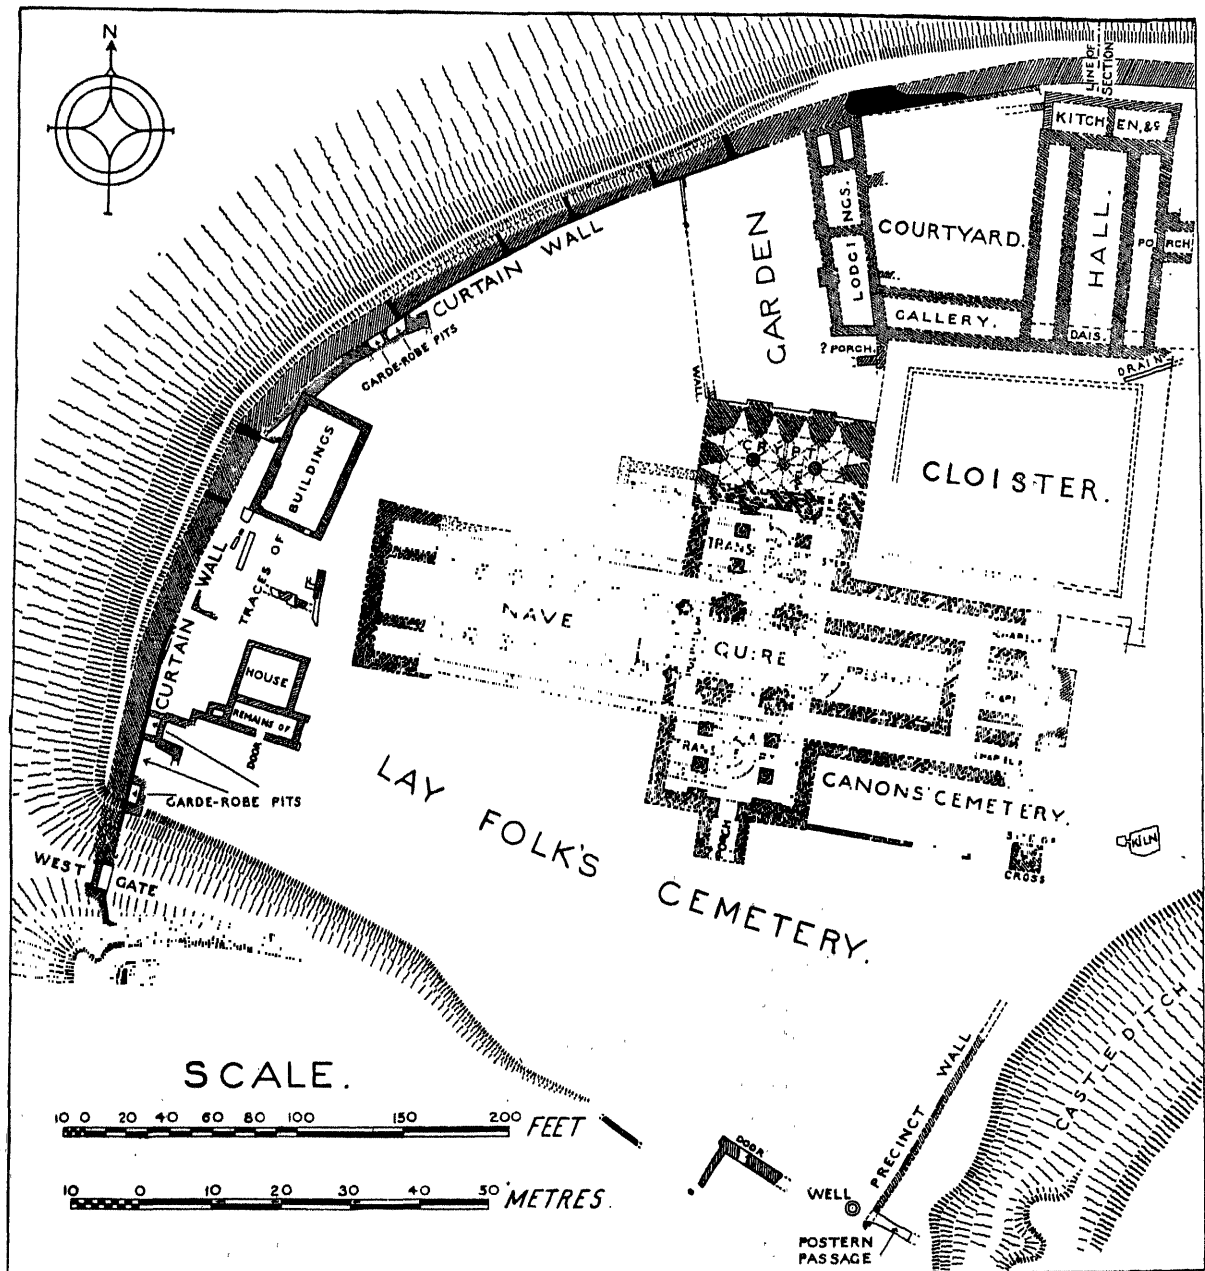 N
LINE OF
SECTION
KITCHEN, &c
LODGINGS.
COURTYARD.
HALL.
PORCH
GARDEN
CURTAIN WALL
GALLERY.
DAIS.
? PORCH.
DRAIN
GARDE-ROBE PITS
WALL
CRYPT
CLOISTER.
BUILDINGS
TRACES OF
CURTAIN WALL
TRANS
NAVE
QUIRE
HOUSE
REMAINS OF
DOOR
TRANS
PORCH
CANONS' CEMETERY.
GARDE-ROBE PITS
LAY FOLK'S CEMETERY.
SITE OF
CROSS
KILN
WEST GATE
CASTLE DITCH
PRECINCT WALL
SCALE.
10 0 20 40 60 80 100 150 200 FEET
10 0 10 20 30 40 50 METRES.
DOOR
WELL
POSTERN
PASSAGE